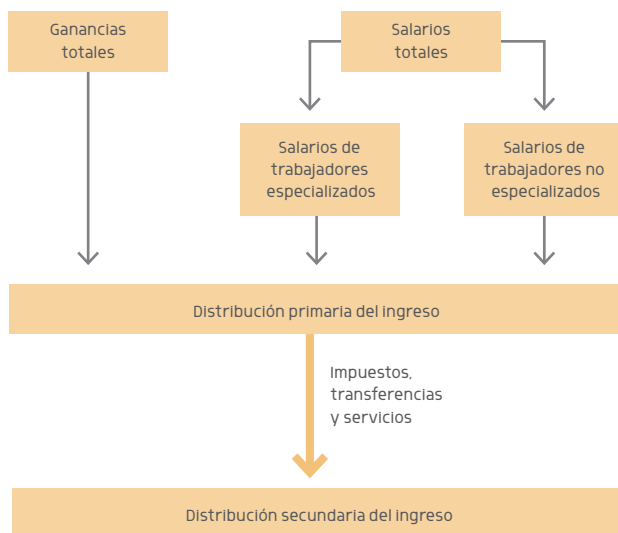 Ganancias
totales
Salarios
totales
Salarios de
trabajadores
especializados
Salarios de
trabajadores no
especializados
Distribución primaria del ingreso
Impuestos,
transferencias
y servicios
Distribución secundaria del ingreso